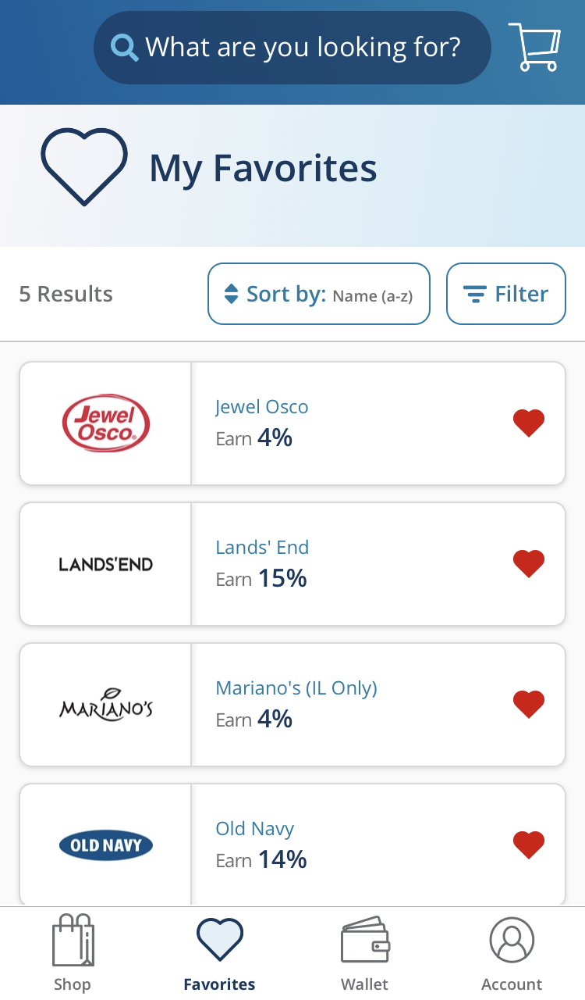 What are you looking for?
My Favorites
5 Results
Sort by: Name (a-z)
Filter
Jewel
Osco
Jewel Osco
Earn 4%
LANDS'END
Lands' End
Earn 15%
MARIANO'S
Mariano's (IL Only)
Earn 4%
OLD NAVY
Old Navy
Earn 14%
Shop
Favorites
Wallet
Account